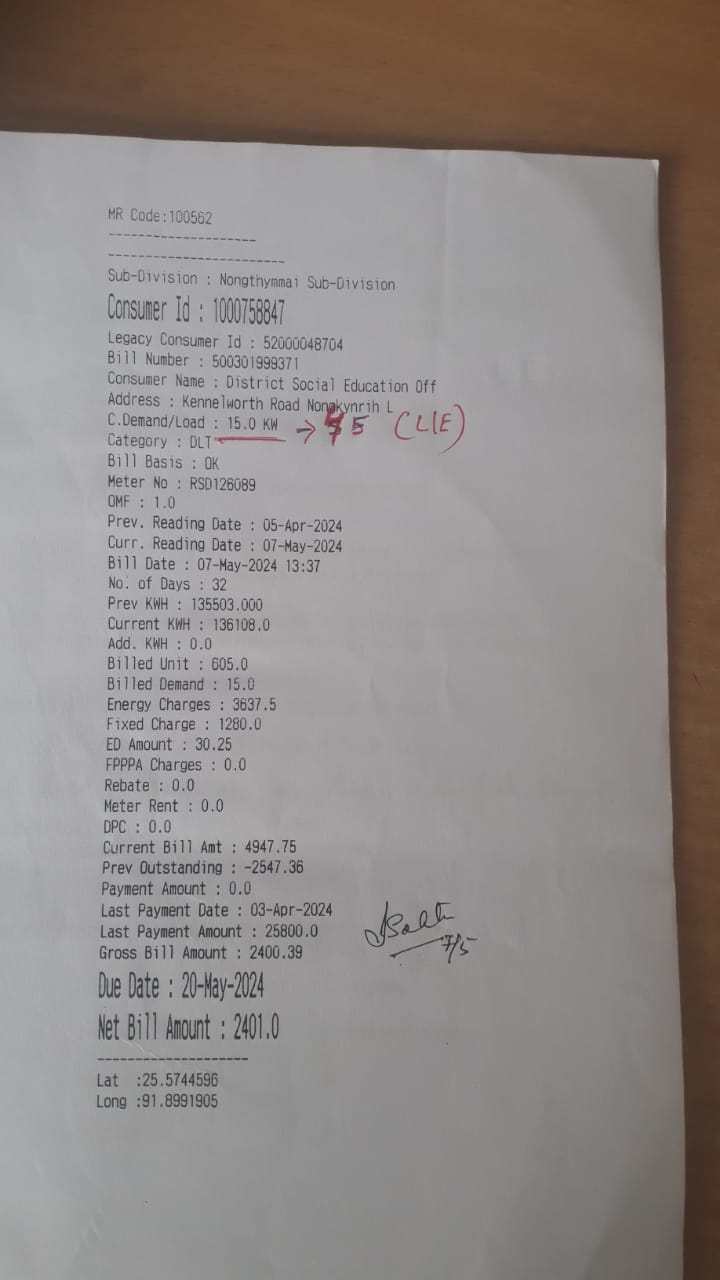 MR Code:100562
--------------------
------------------------
Sub-Division : Nongthymmai Sub-Division
Consumer Id : 1000758847
Legacy Consumer Id : 52000048704
Bill Number : 500301999371
Consumer Name : District Social Education Off
Address : Kennelworth Road Nongkynrih L
C.Demand/Load : 15.0 KW → 5 (L|E)
Category : DLT
Bill Basis : OK
Meter No : RSD126089
OMF : 1.0
Prev. Reading Date : 05-Apr-2024
Curr. Reading Date : 07-May-2024
Bill Date : 07-May-2024 13:37
No. of Days : 32
Prev KWH : 135503.000
Current KWH : 136108.0
Add. KWH : 0.0
Billed Unit : 605.0
Billed Demand : 15.0
Energy Charges : 3637.5
Fixed Charge : 1280.0
ED Amount : 30.25
FPPPA Charges : 0.0
Rebate : 0.0
Meter Rent : 0.0
DPC : 0.0
Current Bill Amt : 4947.75
Prev Outstanding : -2547.36
Payment Amount : 0.0
Last Payment Date : 03-Apr-2024
Last Payment Amount : 25800.0
Gross Bill Amount : 2400.39
7/5
Due Date : 20-May-2024
Net Bill Amount : 2401.0
--------------------
Lat :25.5744596
Long :91.8991905